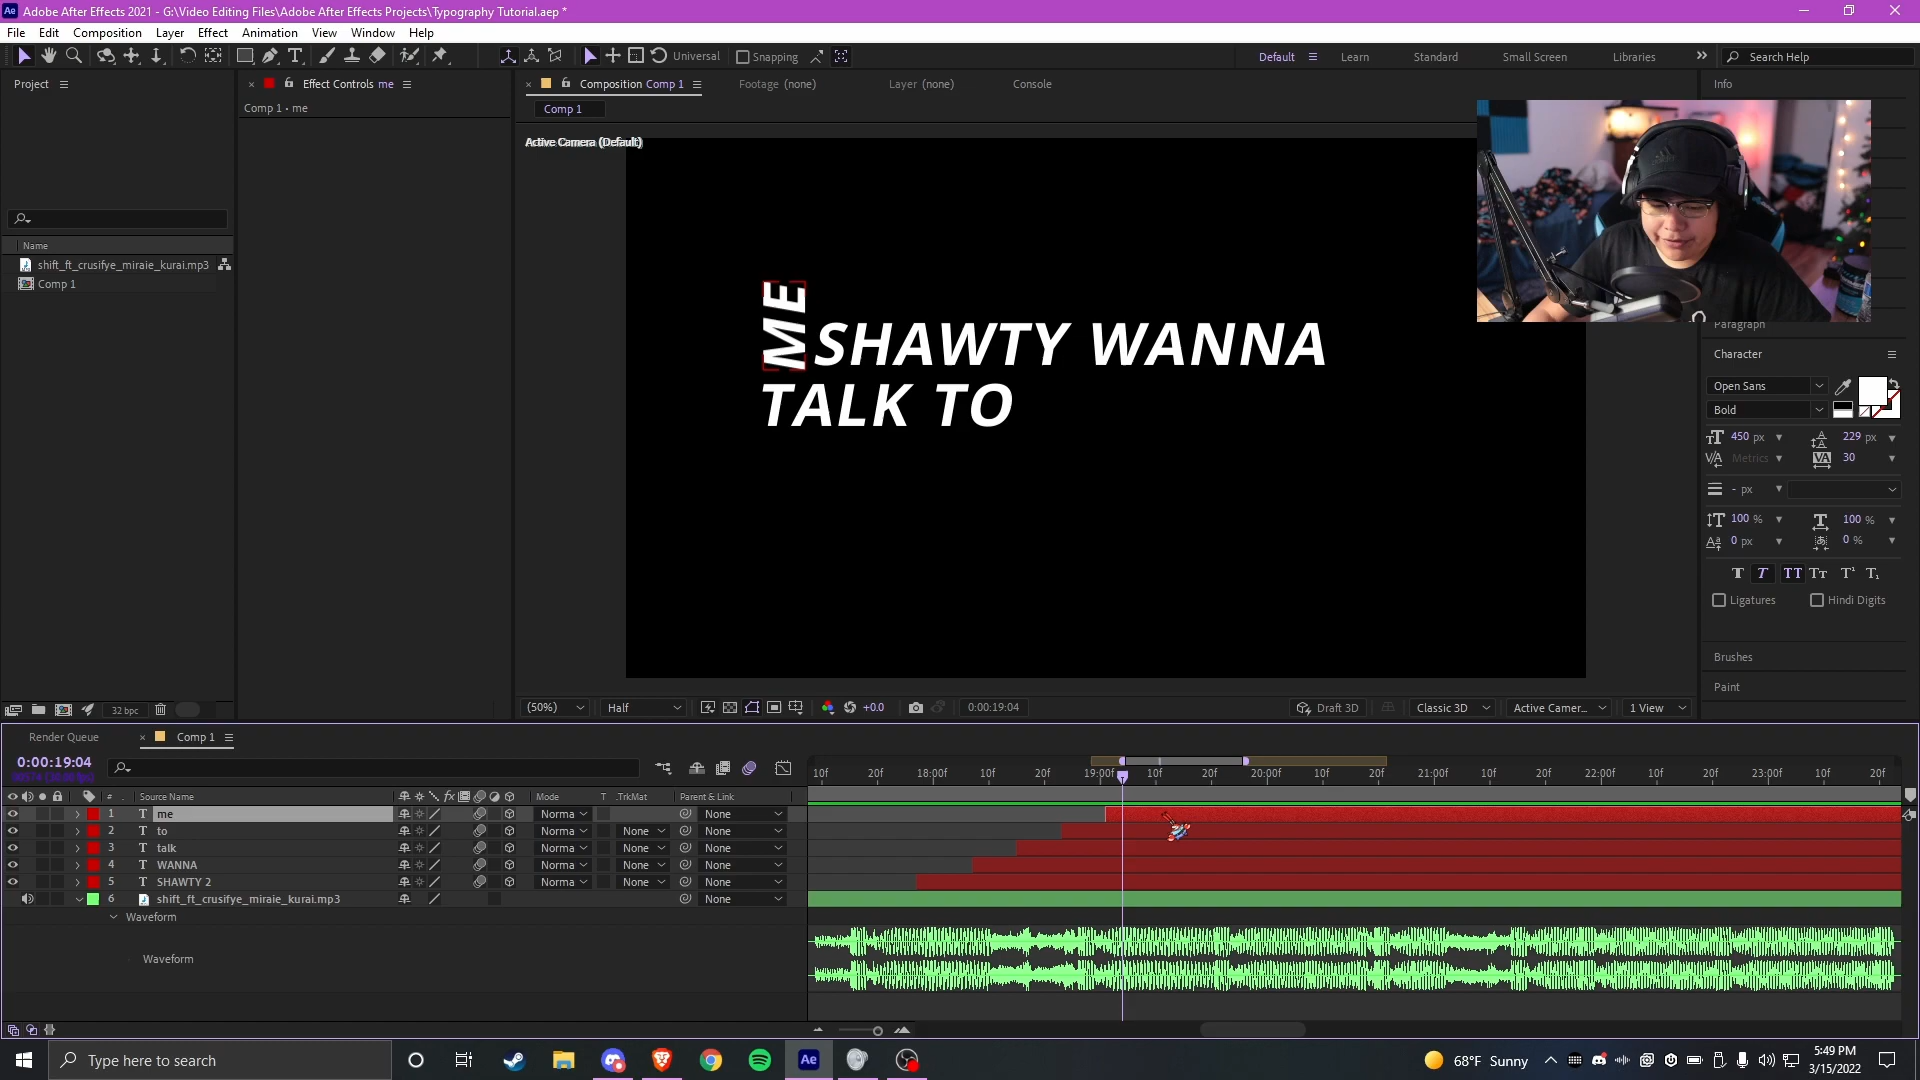 Adobe After Effects 2021 - G:\Video Editing Files\Adobe After Effects Projects\Typography Tutorial.aep *
File Edit Composition Layer Effect Animation View Window Help
Universal Snapping Default Learn Standard Small Screen Libraries Search Help
Project
Effect Controls me
Composition Comp 1
Footage (none)
Layer (none)
Console
Info
Comp 1 • me
Comp 1
Active Camera (Default)
Name
shift_ft_crusifye_miraie_kurai.mp3
Comp 1
ME
SHAWTY WANNA
TALK TO
Paragraph
Character
Open Sans
Bold
450 px
229 px
Metrics
30
- px
100 %
100 %
0 px
0 %
Ligatures
Hindi Digits
Brushes
Paint
32 bpc
(50%)
Half
+0.0
0:00:19:04
Draft 3D
Classic 3D
Active Camer...
1 View
Render Queue
Comp 1
0:00:19:04
00574 (30.00 fps)
10f 20f 18:00f 10f 20f 19:00f 10f 20f 20:00f 10f 20f 21:00f 10f 20f 22:00f 10f 20f 23:00f 10f 20f
# Source Name Mode T .TrkMat Parent & Link
1 T me Norma None
2 T to Norma None None
3 T talk Norma None None
4 T WANNA Norma None None
5 T SHAWTY 2 Norma None None
6 shift_ft_crusifye_miraie_kurai.mp3 None
Waveform
Waveform
Type here to search
Ae
68°F Sunny
5:49 PM
3/15/2022